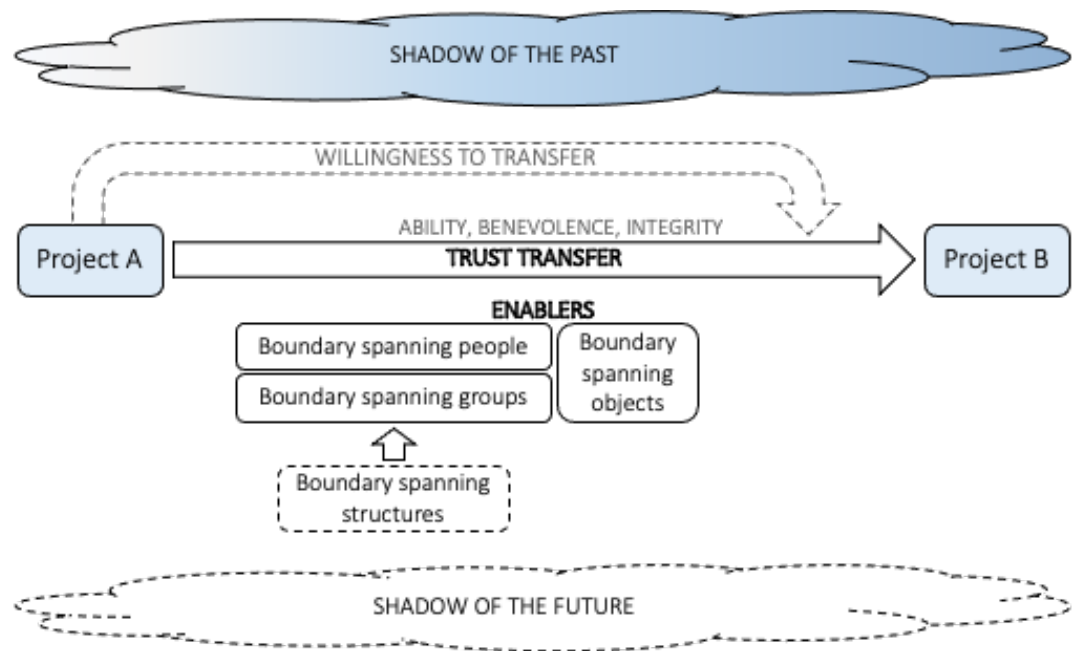 SHADOW OF THE PAST
WILLINGNESS TO TRANSFER
ABILITY, BENEVOLENCE, INTEGRITY
Project A
TRUST TRANSFER
Project B
ENABLERS
Boundary spanning people
Boundary spanning groups
Boundary
spanning
objects
Boundary spanning
structures
SHADOW OF THE FUTURE